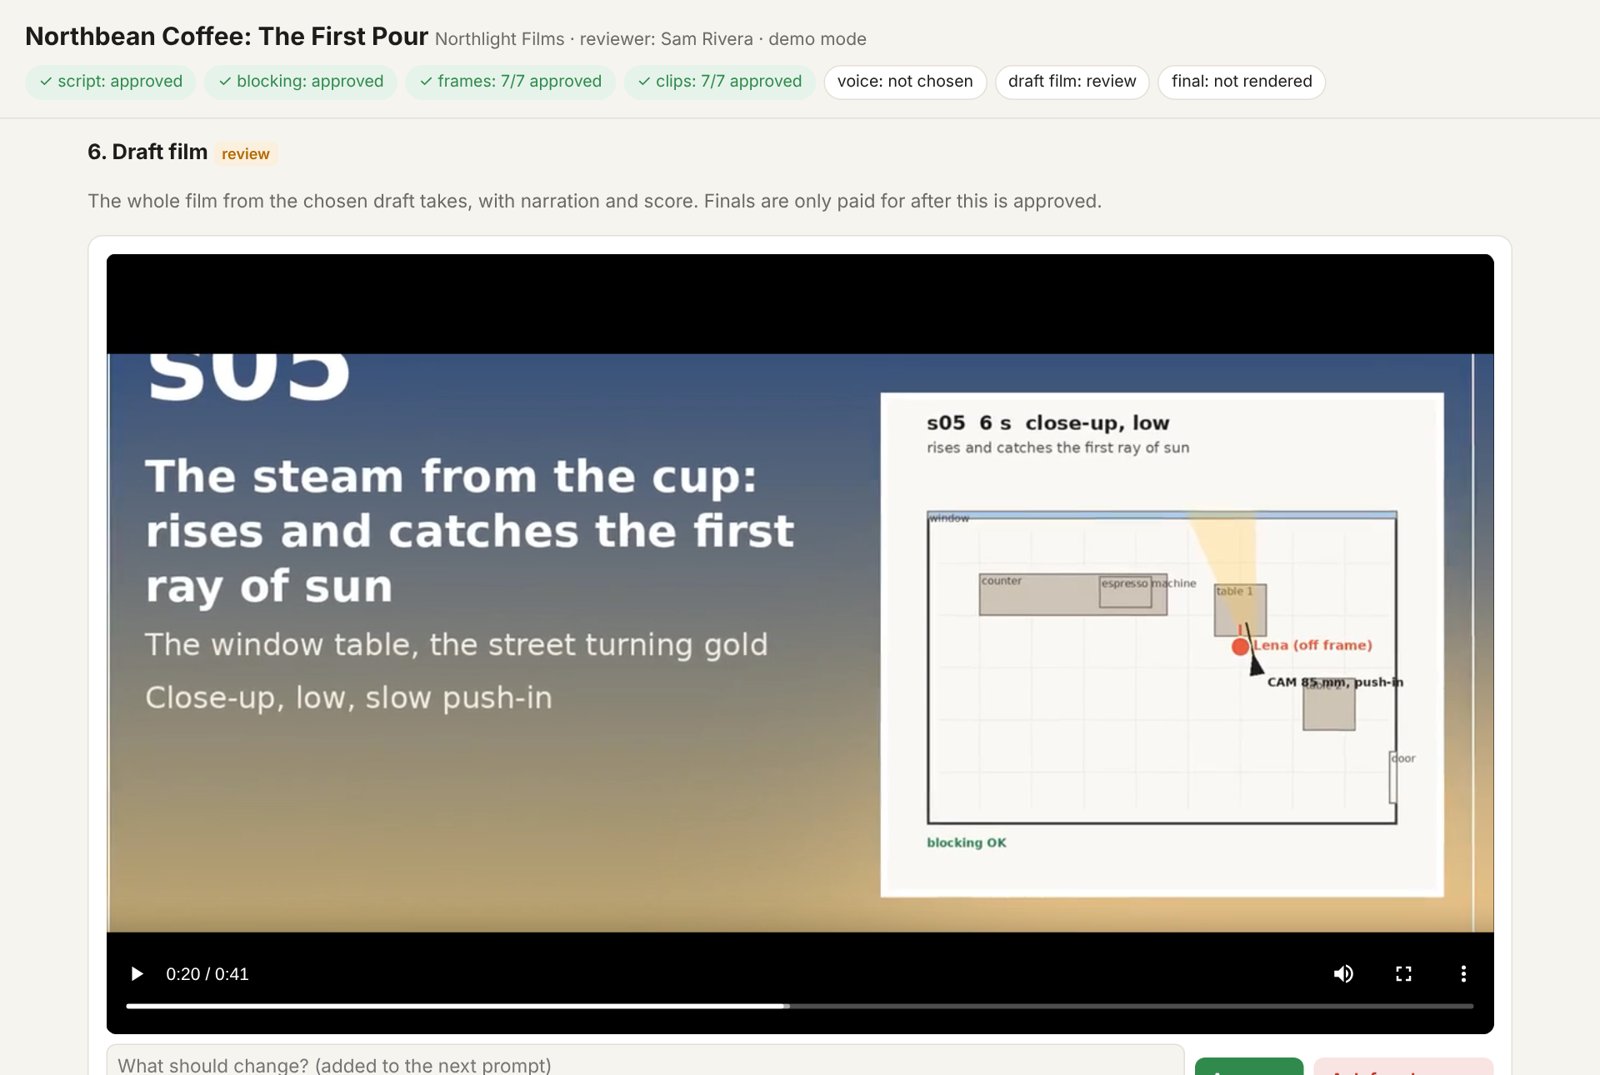 Northbean Coffee: The First Pour Northlight Films · reviewer: Sam Rivera · demo mode
✓ script: approved ✓ blocking: approved ✓ frames: 7/7 approved ✓ clips: 7/7 approved voice: not chosen draft film: review final: not rendered
6. Draft film review
The whole film from the chosen draft takes, with narration and score. Finals are only paid for after this is approved.
s05
The steam from the cup:
rises and catches the first
ray of sun
The window table, the street turning gold
Close-up, low, slow push-in
s05 6 s close-up, low
rises and catches the first ray of sun
window
counter
espresso machine
table 1
Lena (off frame)
CAM 85 mm, push-in
door
blocking OK
0:20 / 0:41
What should change? (added to the next prompt)